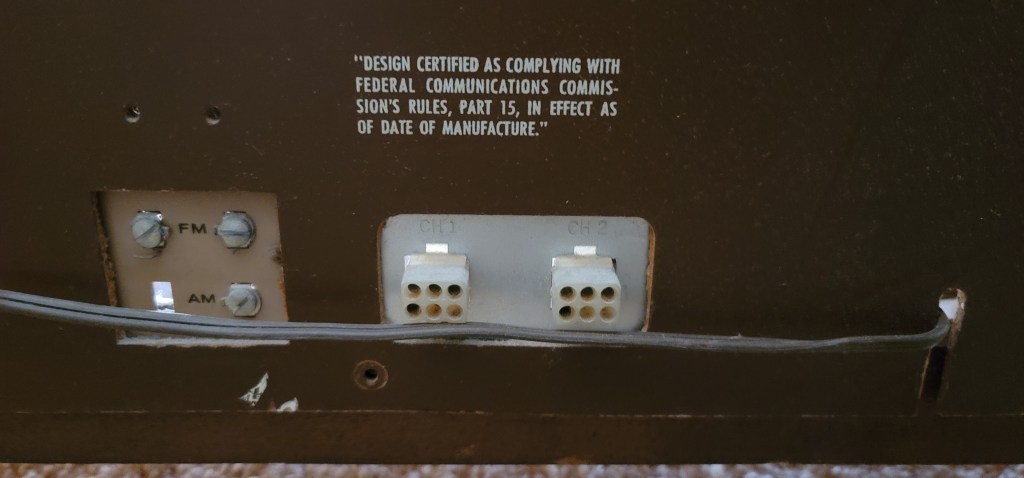 "DESIGN CERTIFIED AS COMPLYING WITH
FEDERAL COMMUNICATIONS COMMIS-
SION'S RULES, PART 15, IN EFFECT AS
OF DATE OF MANUFACTURE."
FM
AM
CH 1
CH 2